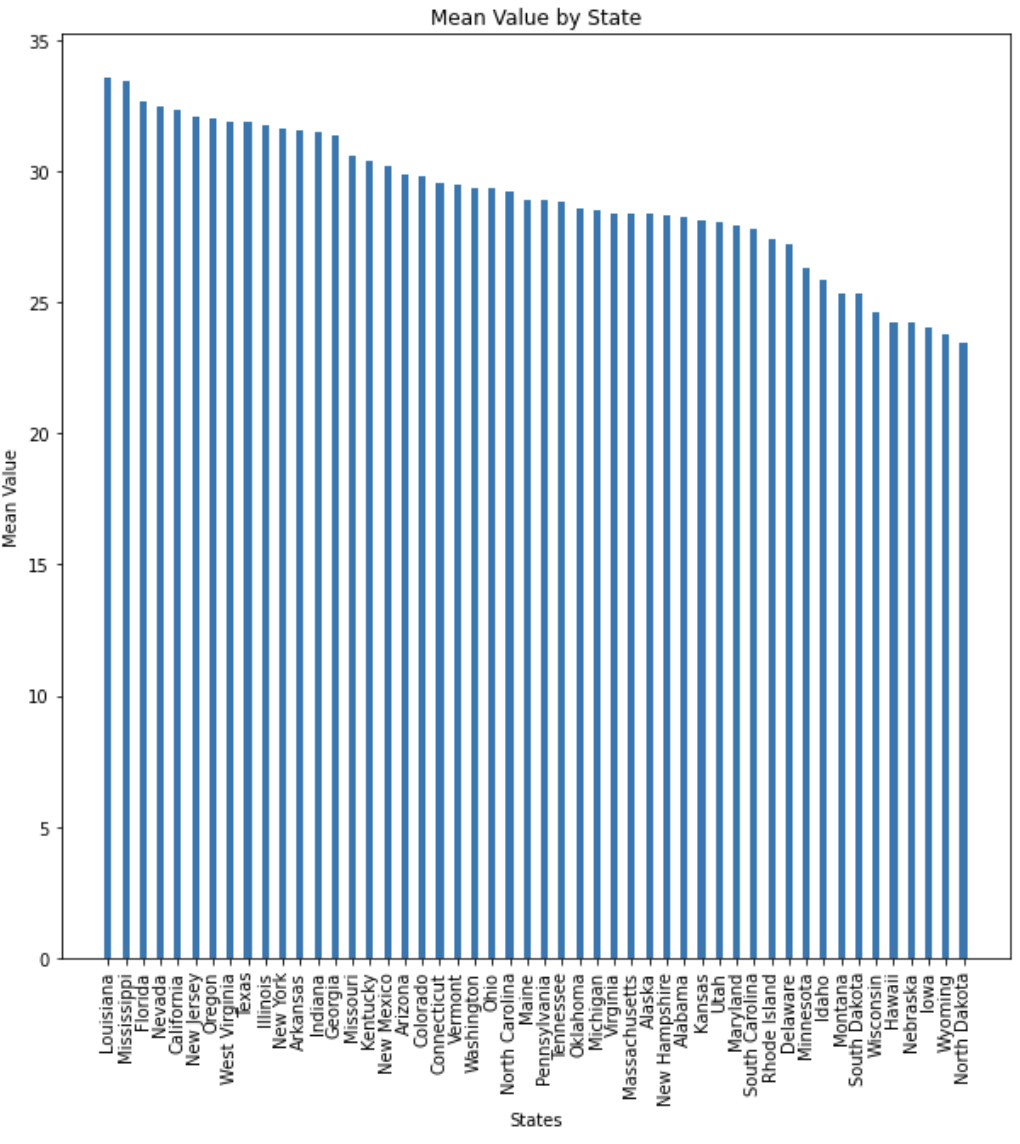 Mean Value by State
35
30
25
20
15
10
5
0
Mean Value
Louisiana
Mississippi
Florida
Nevada
California
New Jersey
Oregon
West Virginia
Texas
Illinois
New York
Arkansas
Indiana
Georgia
Missouri
Kentucky
New Mexico
Arizona
Colorado
Connecticut
Vermont
Washington
Ohio
North Carolina
Maine
Pennsylvania
Tennessee
Oklahoma
Michigan
Virginia
Massachusetts
Alaska
New Hampshire
Alabama
Kansas
Utah
Maryland
South Carolina
Rhode Island
Delaware
Minnesota
Idaho
Montana
South Dakota
Wisconsin
Hawaii
Nebraska
Iowa
Wyoming
North Dakota
States